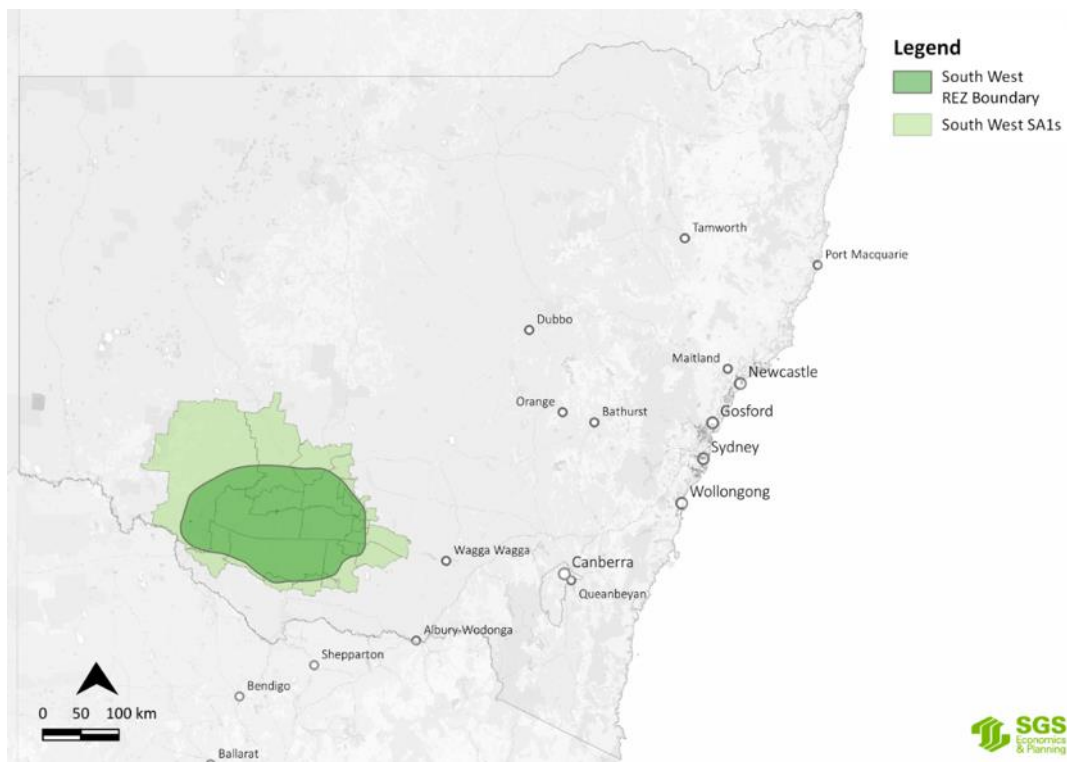 Legend
South West
REZ Boundary
South West SA1s
Tamworth
Port Macquarie
Dubbo
Maitland
Newcastle
Orange
Bathurst
Gosford
Sydney
Wollongong
Wagga Wagga
Canberra
Queanbeyan
Albury-Wodonga
Shepparton
Bendigo
0 50 100 km
Ballarat
SGS
Economics
& Planning